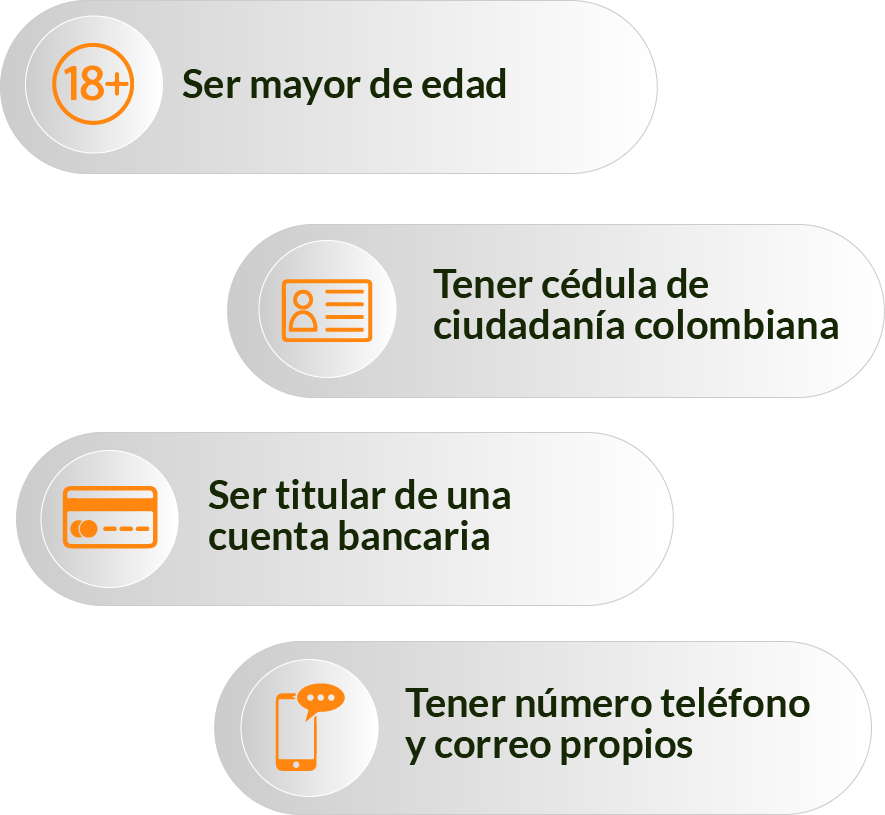 18+
Ser mayor de edad
Tener cédula de
ciudadanía colombiana
Ser titular de una
cuenta bancaria
Tener número teléfono
y correo propios